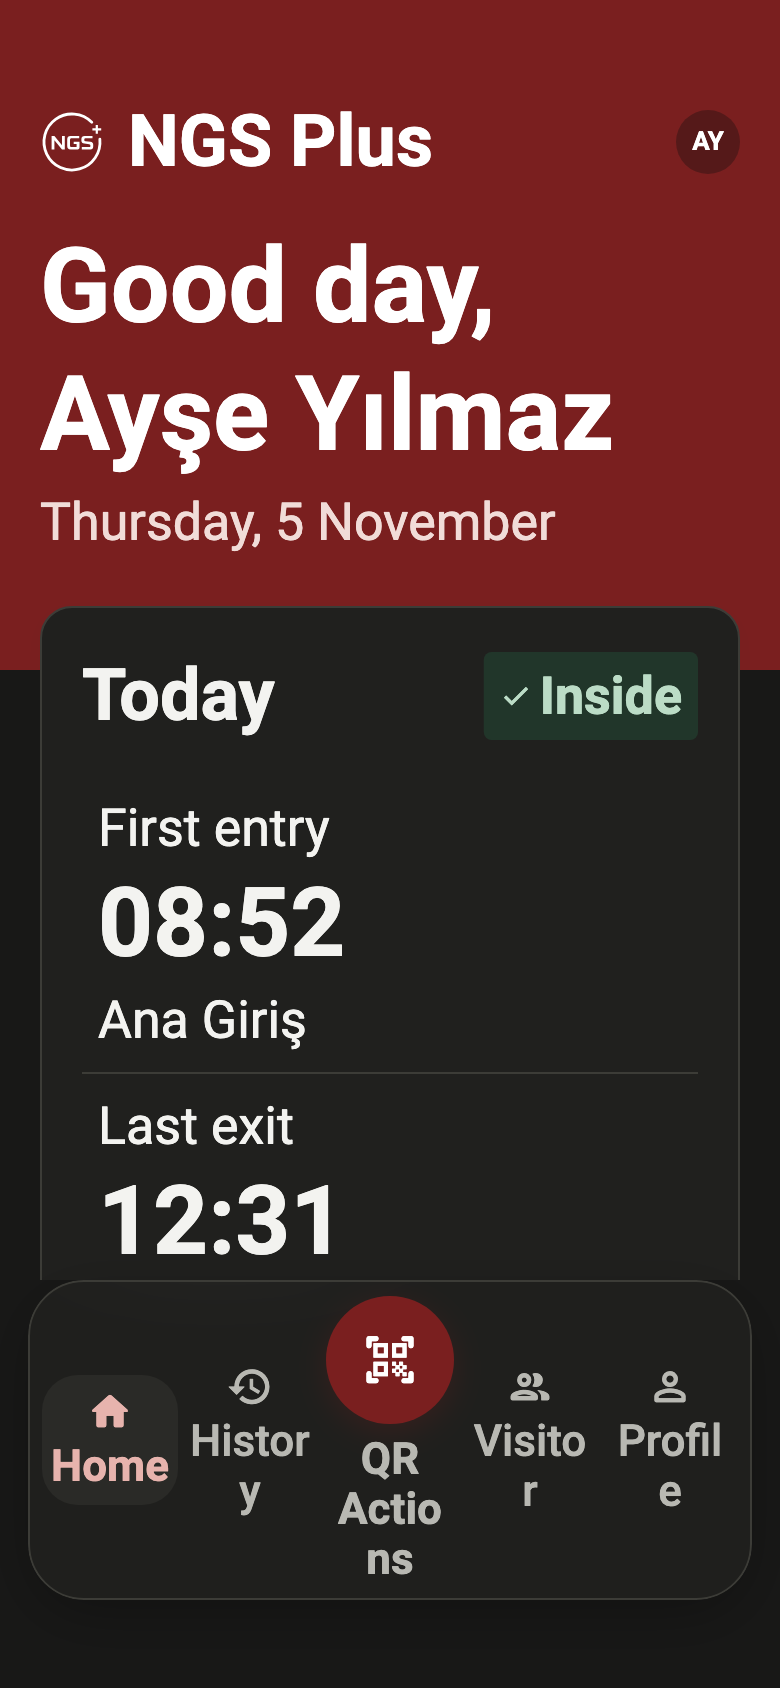 NGS+
NGS Plus
AY
Good day,
Ayşe Yılmaz
Thursday, 5 November
Today
Inside
First entry
08:52
Ana Giriş
Last exit
12:31
Home
Histor
y
QR
Actio
ns
Visito
r
Profil
e